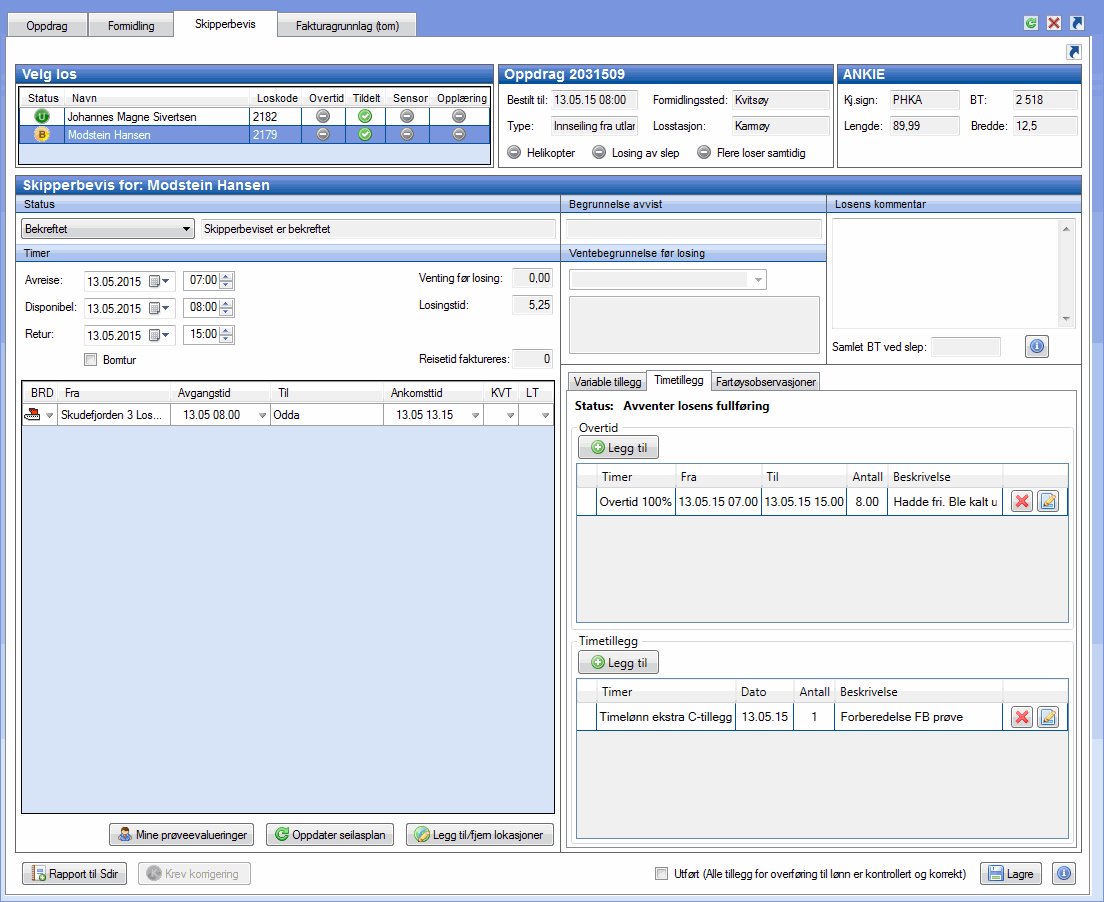 Oppdrag Formidling Skipperbevis Fakturagrunnlag (tom)
Velg los
Status Navn Loskode Overtid Tildelt Sensor Opplæring
U Johannes Magne Sivertsen 2182
B Modstein Hansen 2179
Oppdrag 2031509
Bestilt til: 13.05.15 08:00 Formidlingssted: Kvitsøy
Type: Innseiling fra utlar Losstasjon: Karmøy
Helikopter Losing av slep Flere loser samtidig
ANKIE
Kj.sign: PHKA BT: 2 518
Lengde: 89,99 Bredde: 12,5
Skipperbevis for: Modstein Hansen
Status
Bekreftet Skipperbeviset er bekreftet
Timer
Avreise: 13.05.2015 07:00 Venting før losing: 0,00
Disponibel: 13.05.2015 08:00 Losingstid: 5,25
Retur: 13.05.2015 15:00
Bomtur Reisetid faktureres: 0
Begrunnelse avvist
Ventebegrunnelse før losing
Losens kommentar
Samlet BT ved slep:
BRD Fra Avgangstid Til Ankomsttid KVT LT
Skudefjorden 3 Los... 13.05 08.00 Odda 13.05 13.15
Mine prøveevalueringer Oppdater seilasplan Legg til/fjern lokasjoner
Variable tillegg Timetillegg Fartøysobservasjoner
Status: Avventer losens fullføring
Overtid
Legg til
Timer Fra Til Antall Beskrivelse
Overtid 100% 13.05.15 07.00 13.05.15 15.00 8.00 Hadde fri. Ble kalt u
Timetillegg
Legg til
Timer Dato Antall Beskrivelse
Timelønn ekstra C-tillegg 13.05.15 1 Forberedelse FB prøve
Rapport til Sdir Krev korrigering Utført (Alle tillegg for overføring til lønn er kontrollert og korrekt) Lagre